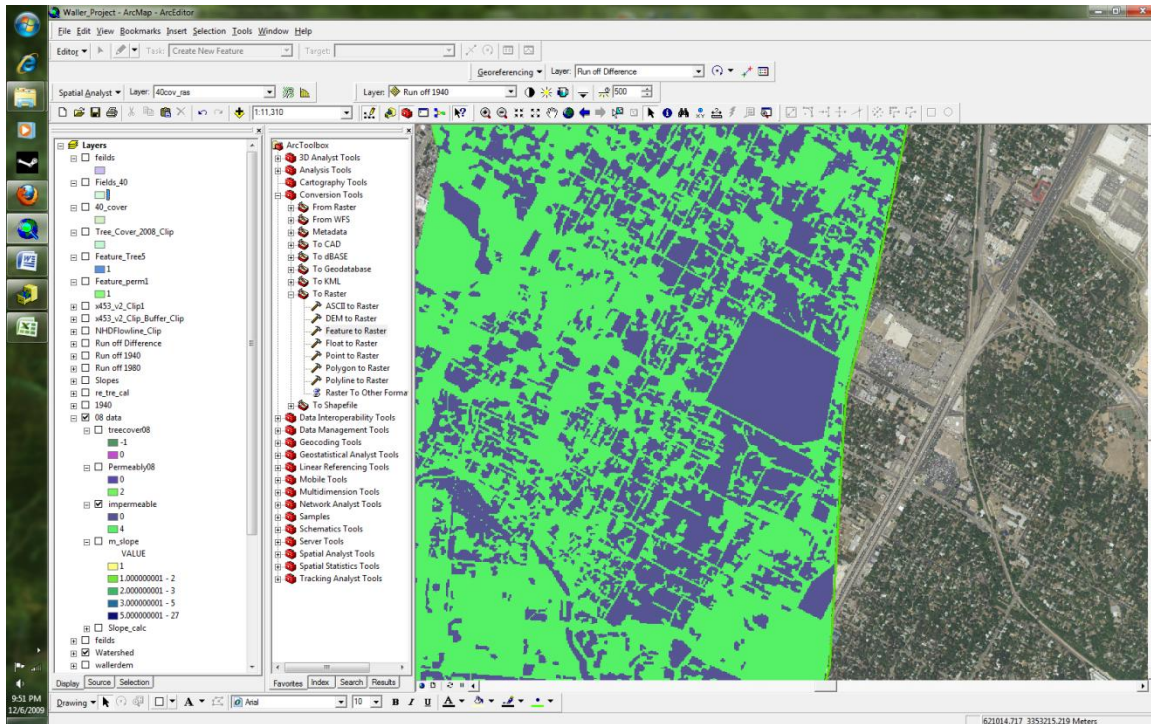 Waller_Project - ArcMap - ArcEditor
File Edit View Bookmarks Insert Selection Tools Window Help
Editor Task: Create New Feature Target:
Georeferencing Layer: Run off Difference
Spatial Analyst Layer: 40cov_ras Layer: Run off 1940 500
1:11,310
Layers
feilds
Fields_40
40_cover
Tree_Cover_2008_Clip
Feature_Tree5
1
Feature_perm1
1
x453_v2_Clip1
x453_v2_Clip_Buffer_Clip
NHDFlowline_Clip
Run off Difference
Run off 1940
Run off 1980
Slopes
re_tre_cal
1940
08 data
treecover08
-1
0
Permeably08
0
2
impermeable
0
4
m_slope
VALUE
1
1.000000001 - 2
2.000000001 - 3
3.000000001 - 5
5.000000001 - 27
Slope_calc
feilds
Watershed
wallerdem
Display Source Selection
ArcToolbox
3D Analyst Tools
Analysis Tools
Cartography Tools
Conversion Tools
From Raster
From WFS
Metadata
To CAD
To dBASE
To Geodatabase
To KML
To Raster
ASCII to Raster
DEM to Raster
Feature to Raster
Float to Raster
Point to Raster
Polygon to Raster
Polyline to Raster
Raster To Other Forma
To Shapefile
Data Interoperability Tools
Data Management Tools
Geocoding Tools
Geostatistical Analyst Tools
Linear Referencing Tools
Mobile Tools
Multidimension Tools
Network Analyst Tools
Samples
Schematics Tools
Server Tools
Spatial Analyst Tools
Spatial Statistics Tools
Tracking Analyst Tools
Favorites Index Search Results
Drawing A Arial 10 B I U A
621014.717 3353215.219 Meters
9:51 PM
12/6/2009